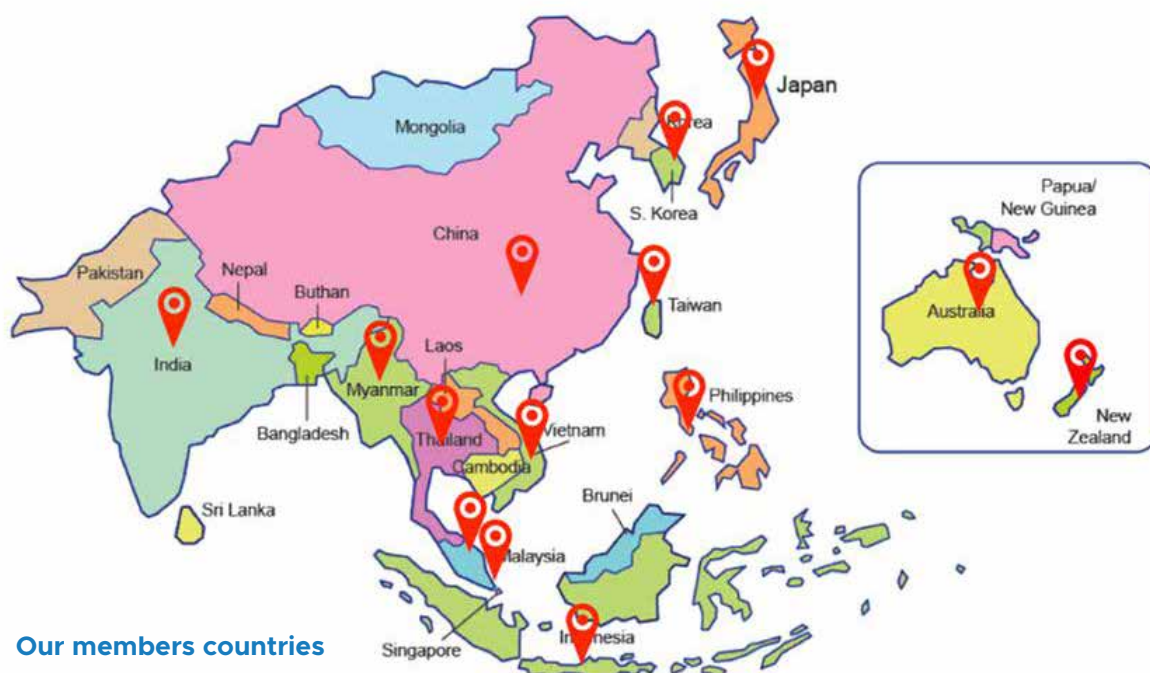 Japan
Mongolia
Korea
S. Korea
Papua/
New Guinea
China
Pakistan
Nepal
Buthan
Taiwan
Australia
India
Laos
Myanmar
Philippines
Bangladesh
Thailand
Vietnam
New
Zealand
Cambodia
Sri Lanka
Brunei
Malaysia
Indonesia
Singapore
Our members countries